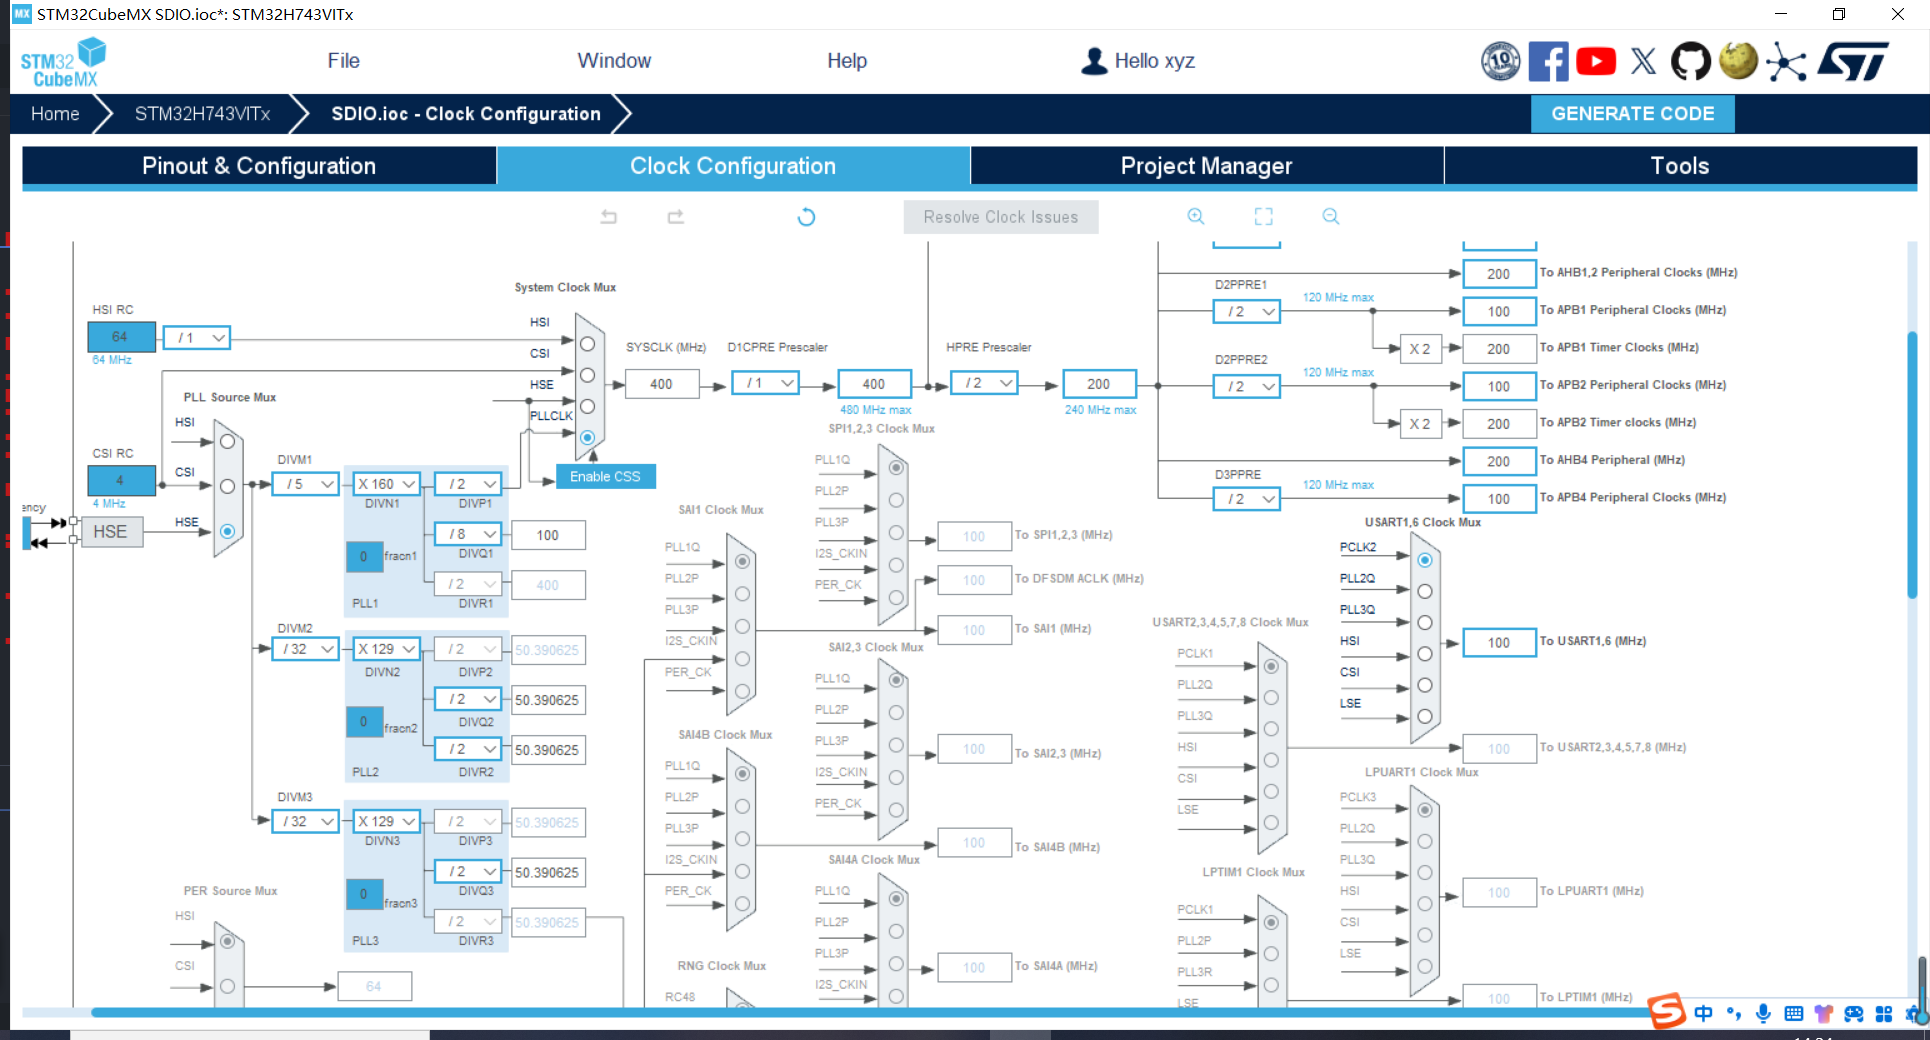 MX STM32CubeMX SDIO.ioc*: STM32H743VITx
STM32 CubeMX
File Window Help Hello xyz
10 YEARS
Home STM32H743VITx SDIO.ioc - Clock Configuration GENERATE CODE
Pinout & Configuration Clock Configuration Project Manager Tools
Resolve Clock Issues
200 To AHB1,2 Peripheral Clocks (MHz)
System Clock Mux
D2PPRE1
/ 2
120 MHz max
100 To APB1 Peripheral Clocks (MHz)
X 2
200 To APB1 Timer Clocks (MHz)
HSI RC
64
64 MHz
/ 1
HSI
CSI
HSE
PLLCLK
Enable CSS
SYSCLK (MHz)
400
D1CPRE Prescaler
/ 1
400
480 MHz max
HPRE Prescaler
/ 2
200
240 MHz max
D2PPRE2
/ 2
120 MHz max
100 To APB2 Peripheral Clocks (MHz)
X 2
200 To APB2 Timer clocks (MHz)
200 To AHB4 Peripheral (MHz)
D3PPRE
/ 2
120 MHz max
100 To APB4 Peripheral Clocks (MHz)
PLL Source Mux
HSI
CSI
HSE
CSI RC
4
4 MHz
ency
HSE
DIVM1
/ 5
X 160
DIVN1
/ 2
DIVP1
/ 8
100
DIVQ1
0
fracn1
/ 2
400
PLL1
DIVR1
DIVM2
/ 32
X 129
DIVN2
/ 2
50.390625
DIVP2
/ 2
50.390625
DIVQ2
0
fracn2
/ 2
50.390625
PLL2
DIVR2
DIVM3
/ 32
X 129
DIVN3
/ 2
50.390625
DIVP3
/ 2
50.390625
DIVQ3
0
fracn3
/ 2
50.390625
PLL3
DIVR3
PER Source Mux
HSI
CSI
64
SPI1,2,3 Clock Mux
PLL1Q
PLL2P
PLL3P
I2S_CKIN
PER_CK
100 To SPI1,2,3 (MHz)
100 To DFSDM ACLK (MHz)
SAI1 Clock Mux
PLL1Q
PLL2P
PLL3P
I2S_CKIN
PER_CK
100 To SAI1 (MHz)
SAI2,3 Clock Mux
PLL1Q
PLL2P
PLL3P
I2S_CKIN
PER_CK
100 To SAI2,3 (MHz)
SAI4B Clock Mux
PLL1Q
PLL2P
PLL3P
I2S_CKIN
PER_CK
100 To SAI4B (MHz)
SAI4A Clock Mux
PLL1Q
PLL2P
PLL3P
I2S_CKIN
100 To SAI4A (MHz)
RNG Clock Mux
RC48
USART1,6 Clock Mux
PCLK2
PLL2Q
PLL3Q
HSI
CSI
LSE
100 To USART1,6 (MHz)
USART2,3,4,5,7,8 Clock Mux
PCLK1
PLL2Q
PLL3Q
HSI
CSI
LSE
100 To USART2,3,4,5,7,8 (MHz)
LPUART1 Clock Mux
PCLK3
PLL2Q
PLL3Q
HSI
CSI
LSE
100 To LPUART1 (MHz)
LPTIM1 Clock Mux
PCLK1
PLL2P
PLL3R
LSE
100 To LPTIM1 (MHz)
S 中